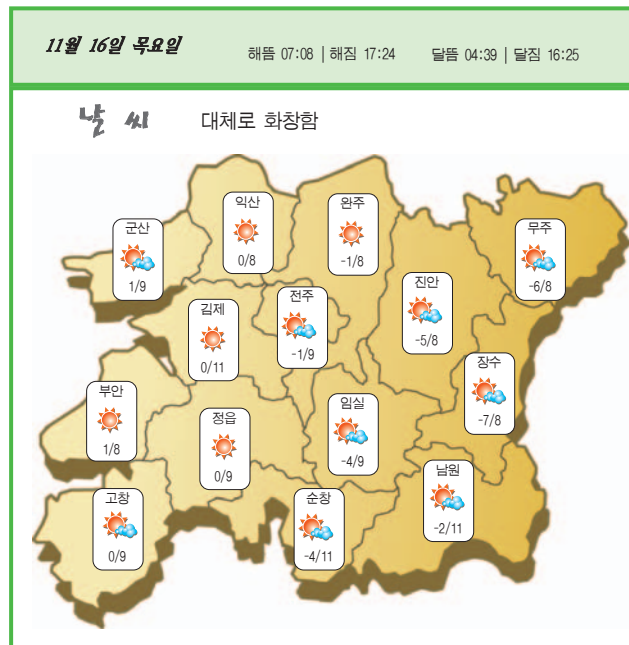 11월 16일 목요일
해뜸 07:08 | 해짐 17:24 달뜸 04:39 | 달짐 16:25
날 씨 대체로 화창함
익산
0/8
완주
-1/8
군산
1/9
무주
-6/8
진안
-5/8
전주
-1/9
김제
0/11
장수
-7/8
부안
1/8
임실
-4/9
정읍
0/9
남원
-2/11
고창
0/9
순창
-4/11